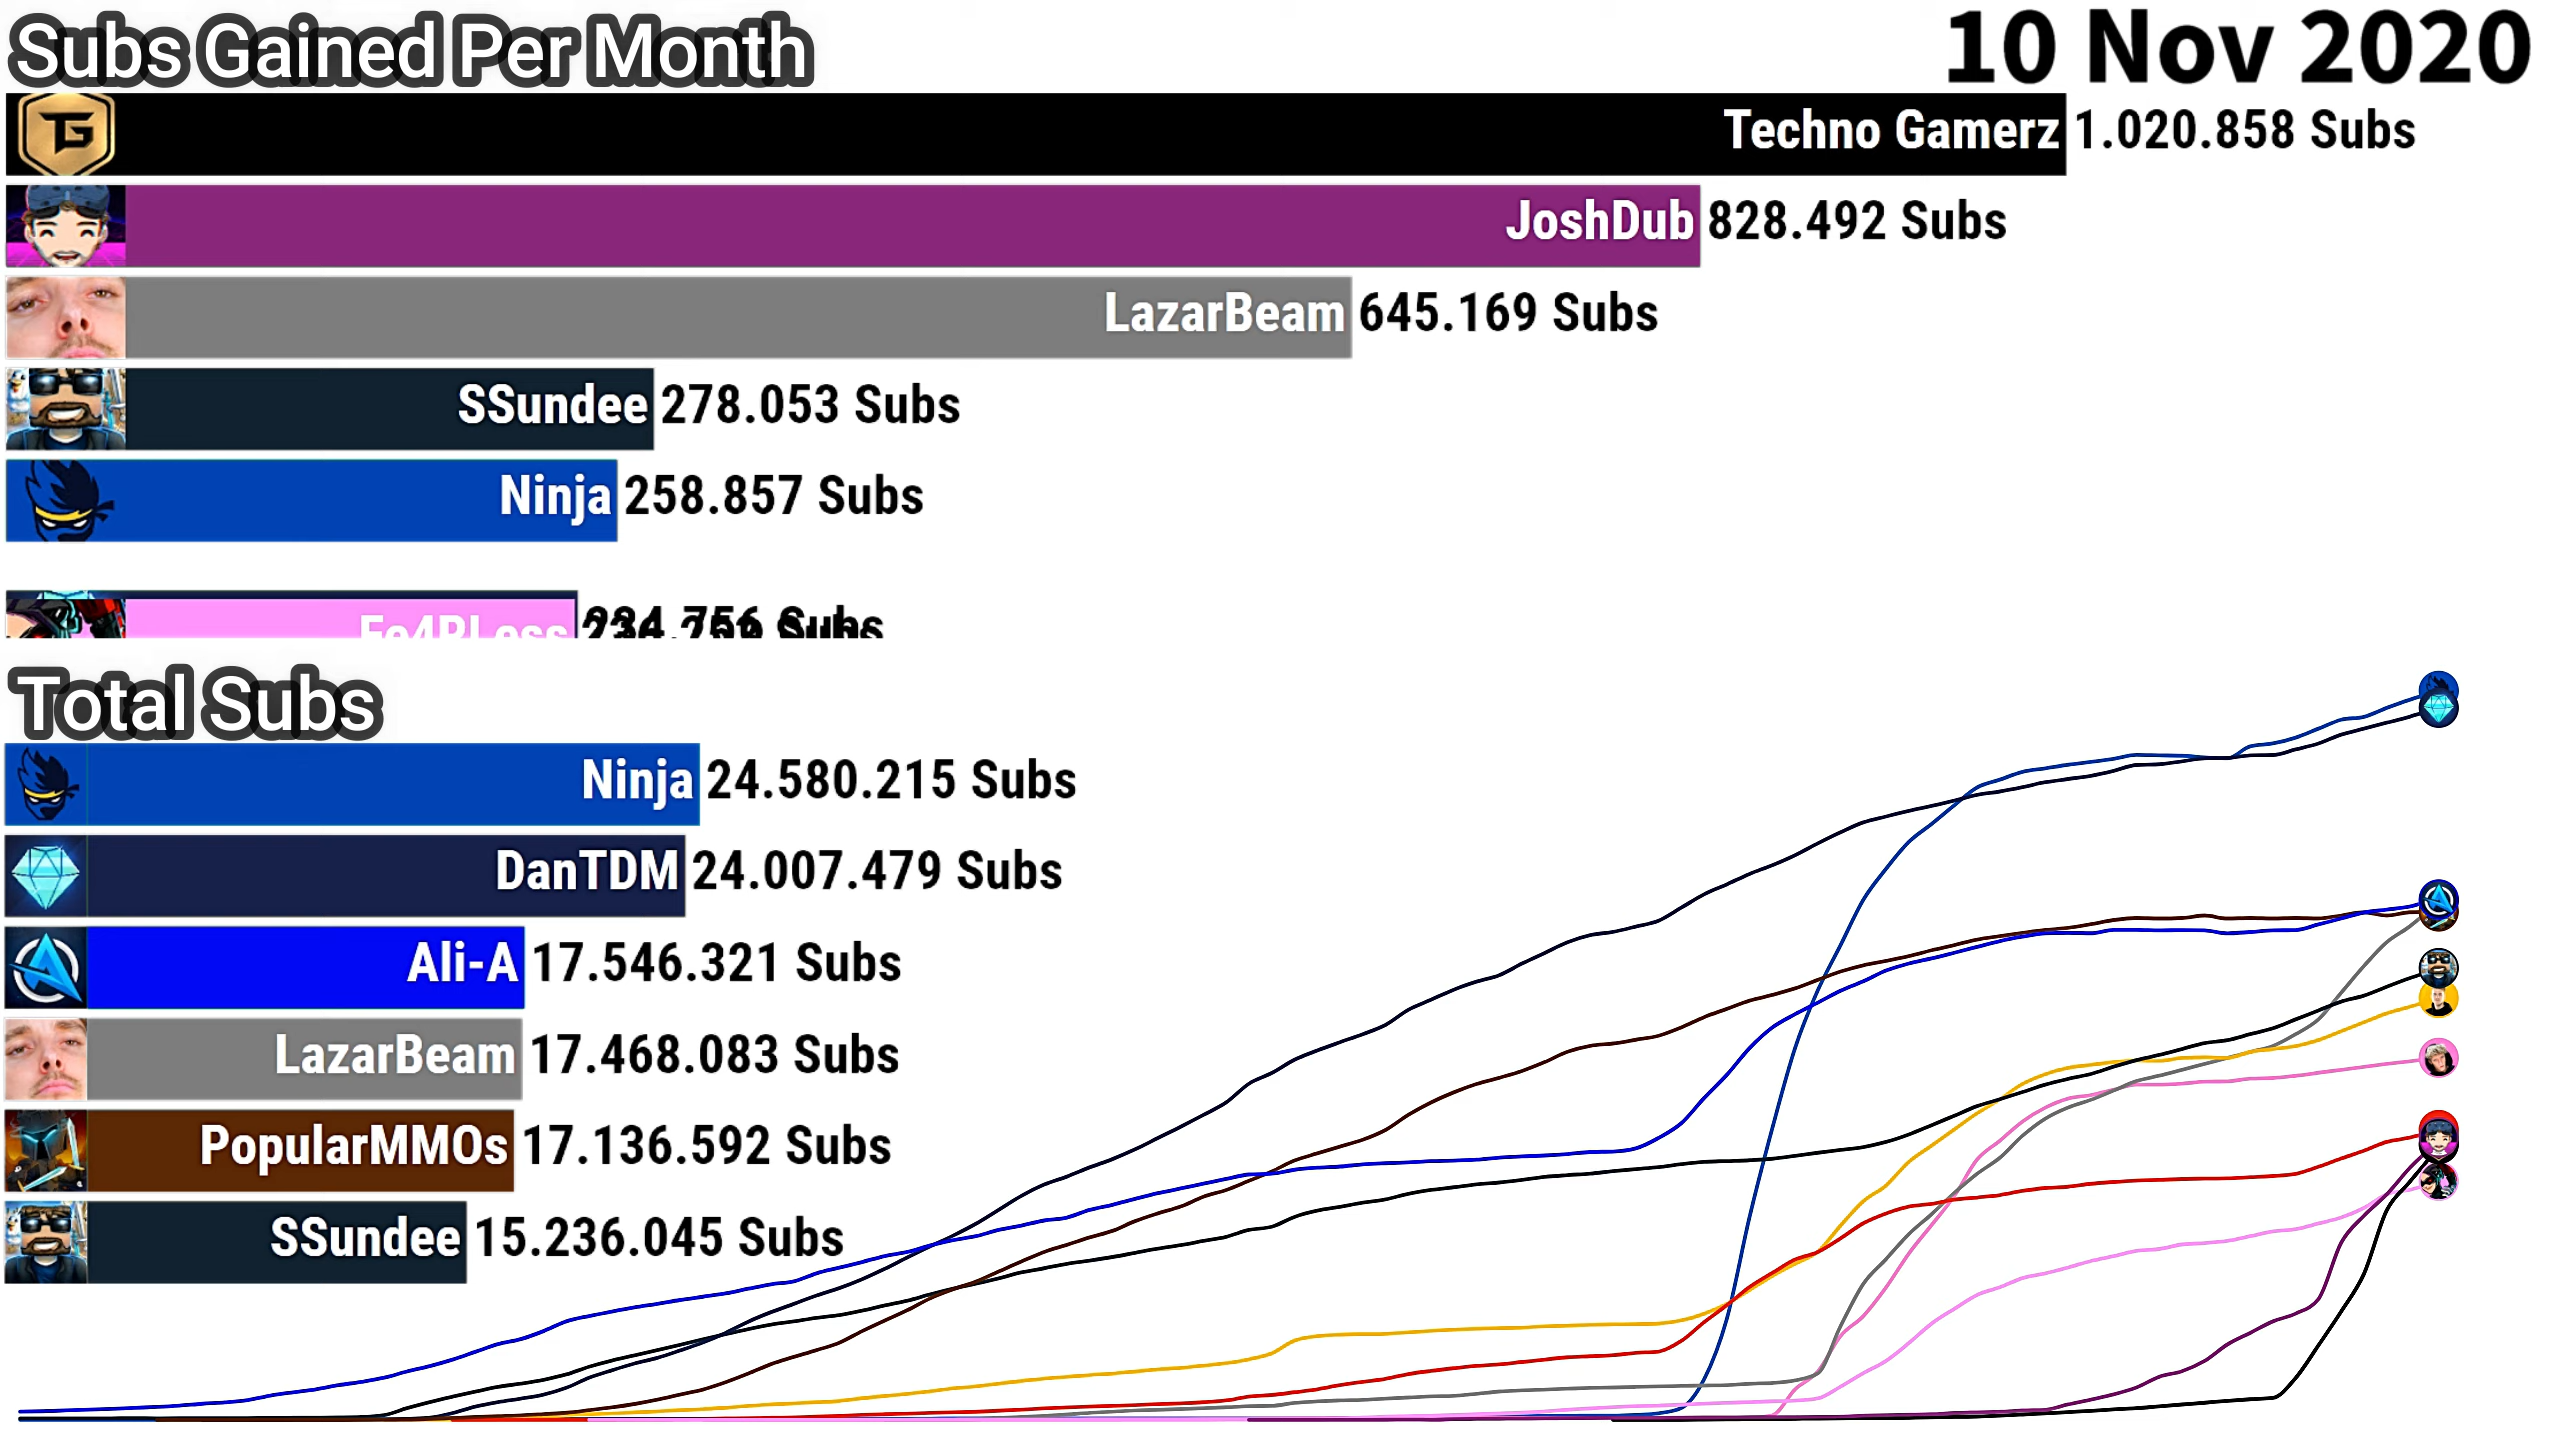 Subs Gained Per Month
10 Nov 2020
TG
Techno Gamerz 1.020.858 Subs
JoshDub 828.492 Subs
LazarBeam 645.169 Subs
SSundee 278.053 Subs
Ninja 258.857 Subs
Subs
Total Subs
Ninja 24.580.215 Subs
DanTDM 24.007.479 Subs
Ali-A 17.546.321 Subs
LazarBeam 17.468.083 Subs
PopularMMOs 17.136.592 Subs
SSundee 15.236.045 Subs